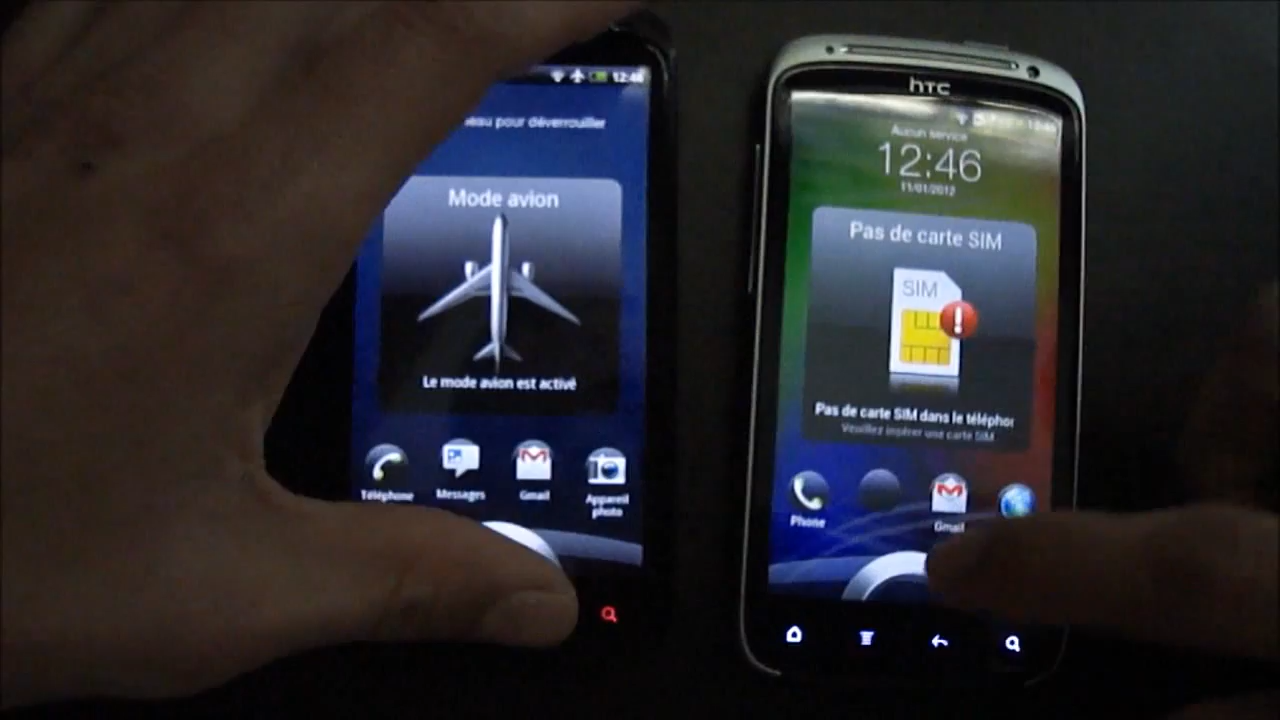 12:46
eau pour déverrouiller
Mode avion
Le mode avion est activé
Téléphone
Messages
Gmail
Appareil
photo
hTC
Aucun service
12:46
11/01/2012
Pas de carte SIM
SIM
Pas de carte SIM dans le télépho
Veuillez insérer une carte SIM
Phone
Gmail